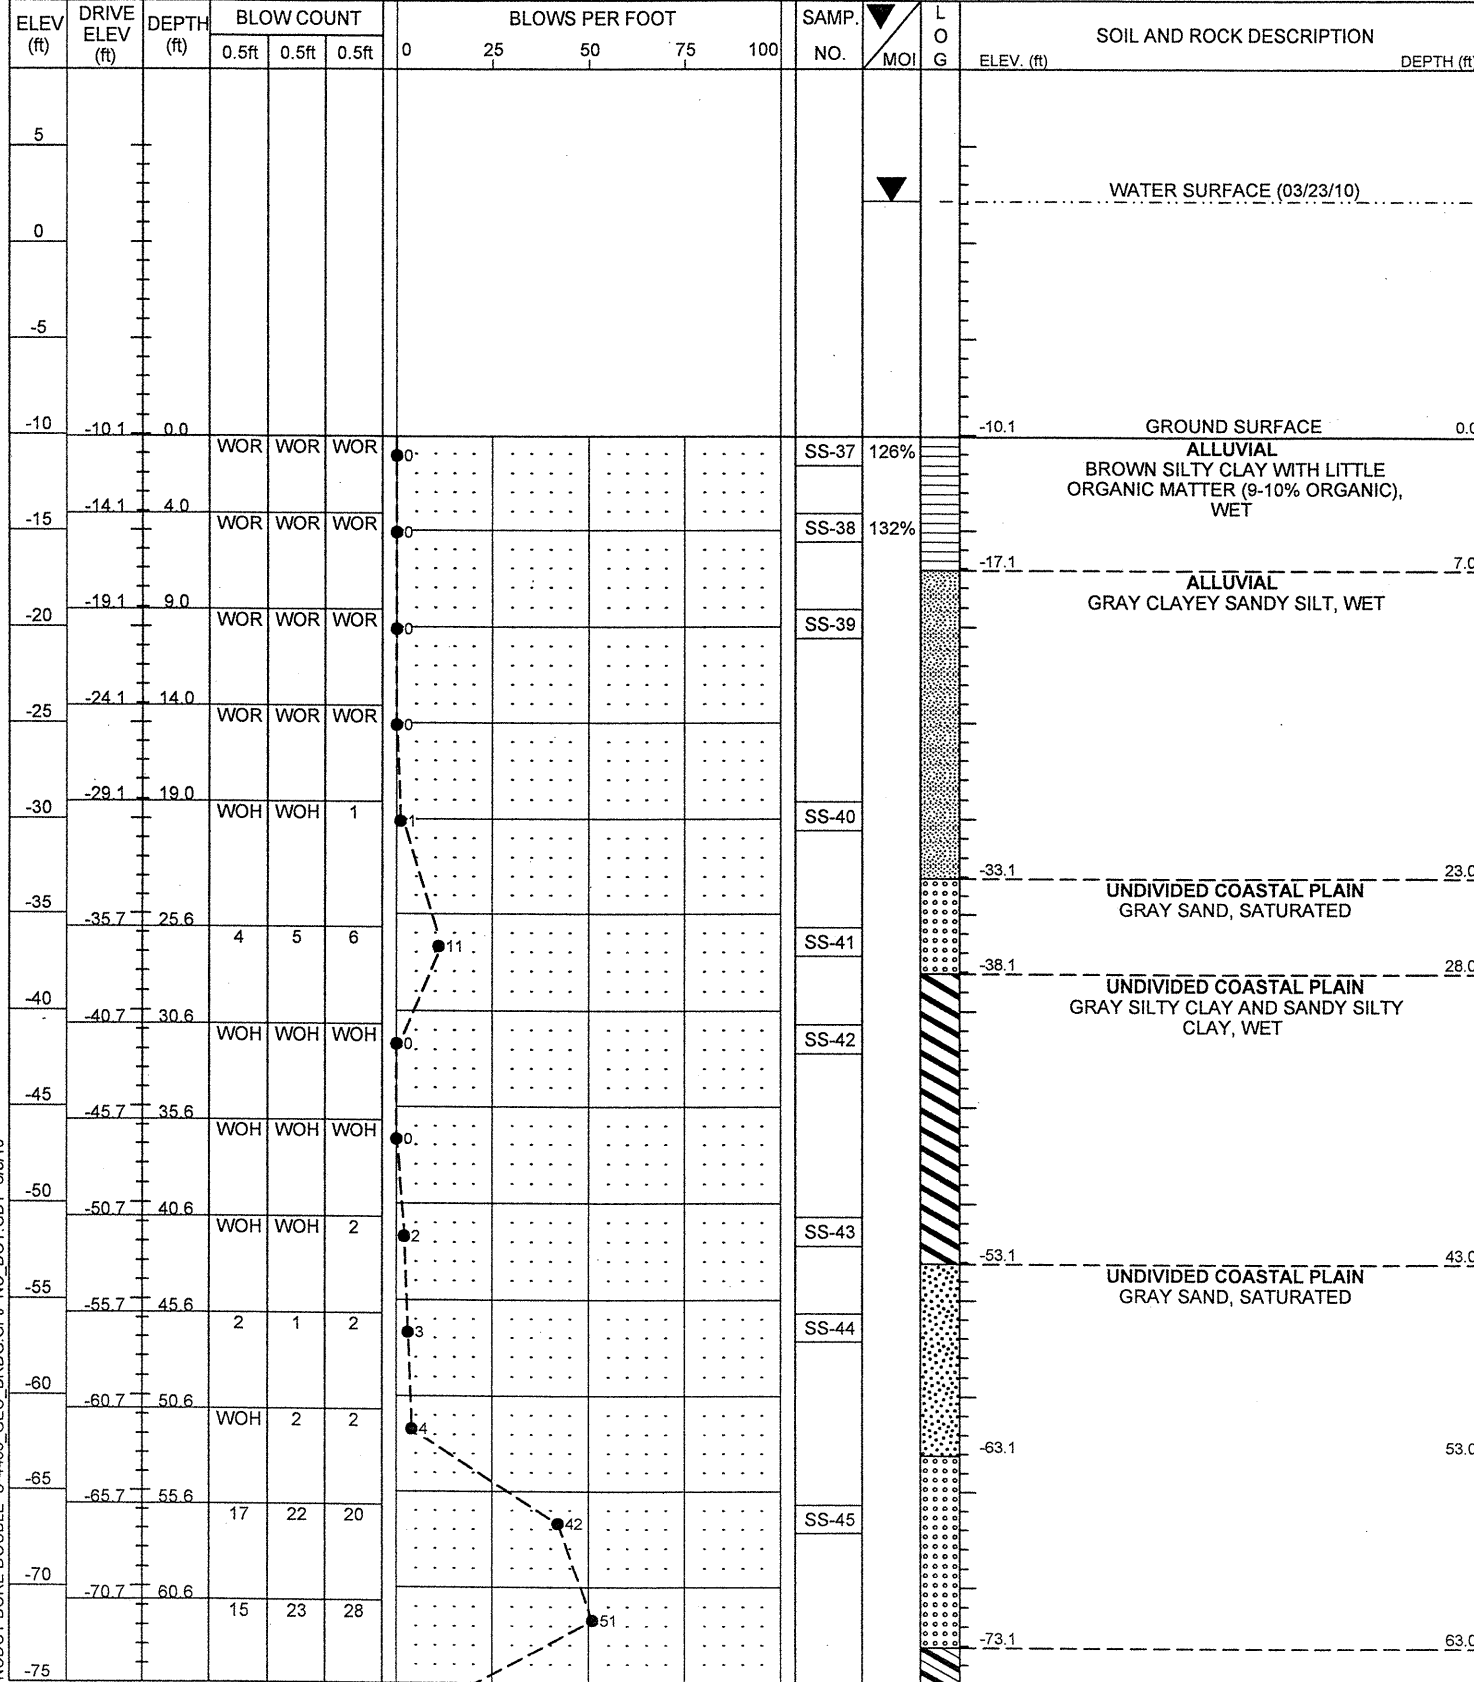 ELEV (ft) DRIVE ELEV (ft) DEPTH (ft) BLOW COUNT BLOWS PER FOOT SAMP. NO. MOI LOG SOIL AND ROCK DESCRIPTION
0.5ft 0.5ft 0.5ft 0 25 50 75 100 ELEV. (ft) DEPTH (ft
5
WATER SURFACE (03/23/10)
0
-5
-10 -10.1 0.0 -10.1 GROUND SURFACE 0.0
WOR WOR WOR 0 SS-37 126% ALLUVIAL
BROWN SILTY CLAY WITH LITTLE
ORGANIC MATTER (9-10% ORGANIC),
WET
-14.1 4.0
-15 WOR WOR WOR 0 SS-38 132%
-17.1 7.0
ALLUVIAL
GRAY CLAYEY SANDY SILT, WET
-19.1 9.0
-20 WOR WOR WOR 0 SS-39
-24.1 14.0
-25 WOR WOR WOR 0
-29.1 19.0
-30 WOH WOH 1 1 SS-40
-33.1 23.0
UNDIVIDED COASTAL PLAIN
GRAY SAND, SATURATED
-35
-35.7 25.6
4 5 6 11 SS-41
-38.1 28.0
UNDIVIDED COASTAL PLAIN
GRAY SILTY CLAY AND SANDY SILTY
CLAY, WET
-40
-40.7 30.6
WOH WOH WOH 0 SS-42
-45
-45.7 35.6
WOH WOH WOH 0
-50
-50.7 40.6
WOH WOH 2 2 SS-43
-53.1 43.0
UNDIVIDED COASTAL PLAIN
GRAY SAND, SATURATED
-55
-55.7 45.6
2 1 2 3 SS-44
-60
-60.7 50.6
WOH 2 2 4
-63.1 53.0
-65
-65.7 55.6
17 22 20 42 SS-45
-70
-70.7 60.6
15 23 28 51
-73.1 63.0
-75